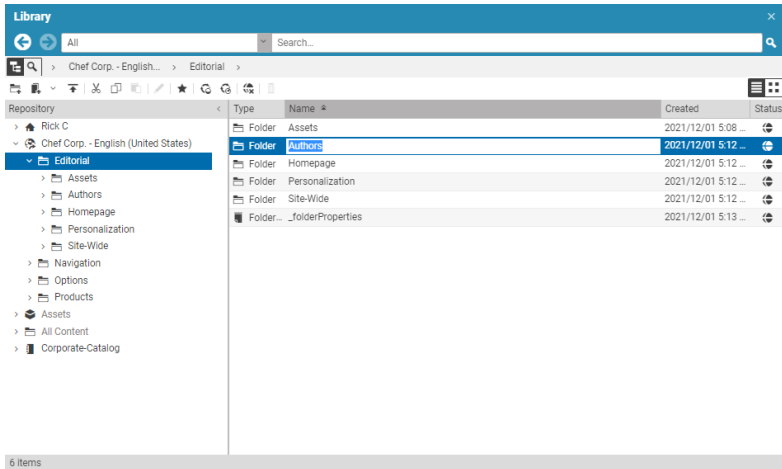 Library
All
Search...
Chef Corp. - English... > Editorial >
Repository
Type Name Created Status
Rick C
Chef Corp. - English (United States)
Editorial
Assets
Authors
Homepage
Personalization
Site-Wide
Navigation
Options
Products
Assets
All Content
Corporate-Catalog
Folder Assets 2021/12/01 5:08 ...
Folder Authors 2021/12/01 5:12 ...
Folder Homepage 2021/12/01 5:12 ...
Folder Personalization 2021/12/01 5:12 ...
Folder Site-Wide 2021/12/01 5:12 ...
Folder... _folderProperties 2021/12/01 5:13 ...
6 items